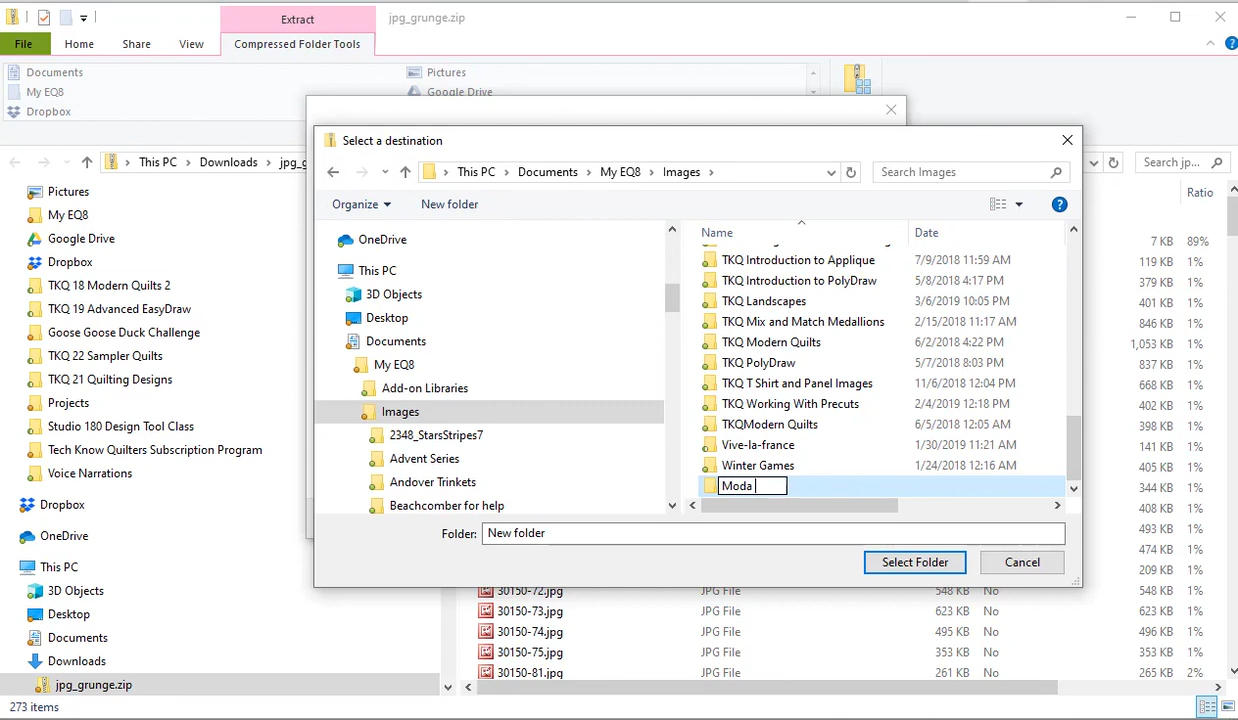 Extract
jpg_grunge.zip
File
Home
Share
View
Compressed Folder Tools
Documents
Pictures
My EQ8
Google Drive
Dropbox
This PC
Downloads
Search jp...
Select a destination
This PC
Documents
My EQ8
Images
Search Images
Organize
New folder
Pictures
My EQ8
Google Drive
Dropbox
TKQ 18 Modern Quilts 2
TKQ 19 Advanced EasyDraw
Goose Goose Duck Challenge
TKQ 22 Sampler Quilts
TKQ 21 Quilting Designs
Projects
Studio 180 Design Tool Class
Tech Know Quilters Subscription Program
Voice Narrations
Dropbox
OneDrive
This PC
3D Objects
Desktop
Documents
Downloads
jpg_grunge.zip
273 items
OneDrive
This PC
3D Objects
Desktop
Documents
My EQ8
Add-on Libraries
Images
2348_StarsStripes7
Advent Series
Andover Trinkets
Beachcomber for help
Name Date
TKQ Introduction to Applique 7/9/2018 11:59 AM
TKQ Introduction to PolyDraw 5/8/2018 4:17 PM
TKQ Landscapes 3/6/2019 10:05 PM
TKQ Mix and Match Medallions 2/15/2018 11:17 AM
TKQ Modern Quilts 6/2/2018 4:22 PM
TKQ PolyDraw 5/7/2018 8:03 PM
TKQ T Shirt and Panel Images 11/6/2018 12:04 PM
TKQ Working With Precuts 2/4/2019 12:18 PM
TKQModern Quilts 6/5/2018 12:05 AM
Vive-la-france 1/30/2019 11:21 AM
Winter Games 1/24/2018 12:16 AM
Moda
Folder: New folder
Select Folder
Cancel
Ratio
7 KB 89%
119 KB 1%
379 KB 1%
401 KB 1%
846 KB 1%
1,053 KB 1%
837 KB 1%
668 KB 1%
402 KB 1%
398 KB 1%
141 KB 1%
405 KB 1%
344 KB 1%
408 KB 1%
493 KB 1%
474 KB 1%
209 KB 1%
30150-72.jpg JPG File 548 KB No 548 KB 1%
30150-73.jpg JPG File 623 KB No 623 KB 1%
30150-74.jpg JPG File 495 KB No 496 KB 1%
30150-75.jpg JPG File 353 KB No 353 KB 1%
30150-81.jpg JPG File 261 KB No 265 KB 2%